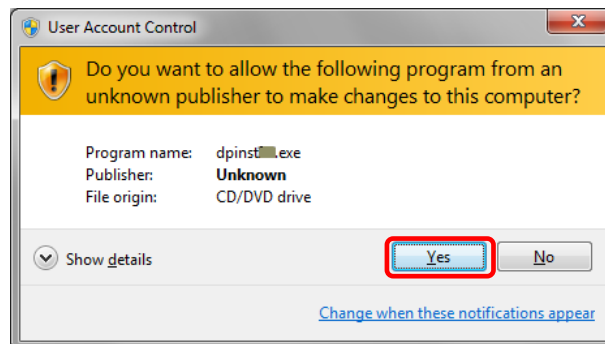 User Account Control
Do you want to allow the following program from an
unknown publisher to make changes to this computer?
Program name: dpinst .exe
Publisher: Unknown
File origin: CD/DVD drive
Show details
Yes
No
Change when these notifications appear